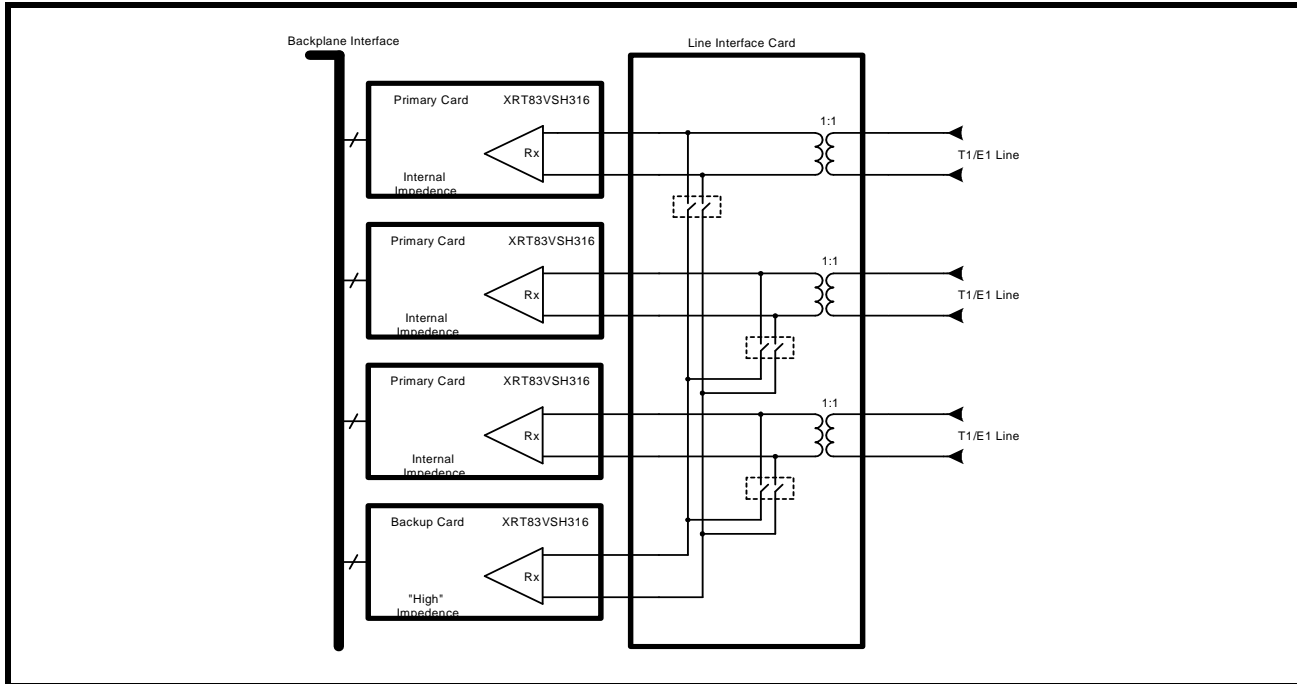 Backplane Interface
Line Interface Card
Primary Card XRT83VSH316
1:1
Rx
T1/E1 Line
Internal
Impedence
Primary Card XRT83VSH316
1:1
Rx
T1/E1 Line
Internal
Impedence
Primary Card XRT83VSH316
1:1
Rx
T1/E1 Line
Internal
Impedence
Backup Card XRT83VSH316
Rx
"High"
Impedence